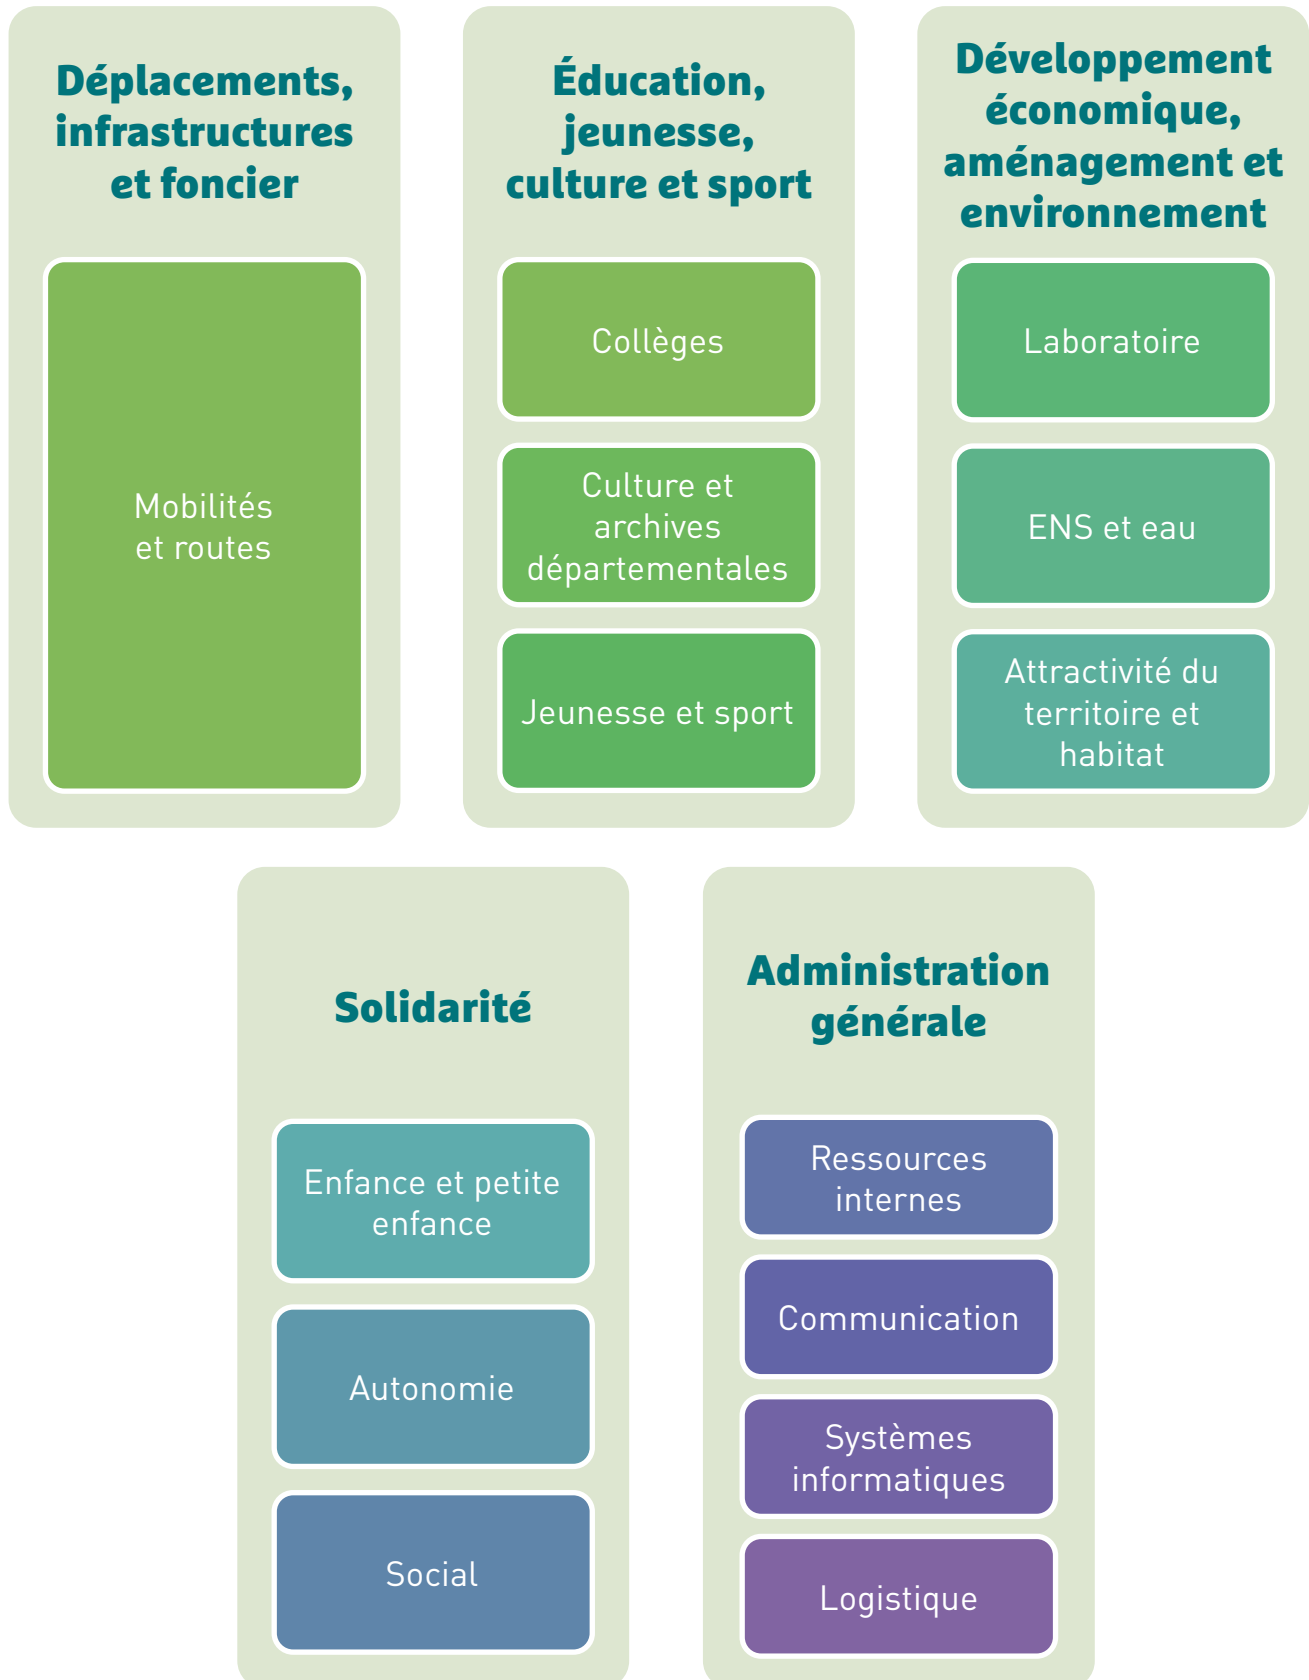 Déplacements,
infrastructures
et foncier
Mobilités
et routes
Éducation,
jeunesse,
culture et sport
Collèges
Culture et
archives
départementales
Jeunesse et sport
Développement
économique,
aménagement et
environnement
Laboratoire
ENS et eau
Attractivité du
territoire et
habitat
Solidarité
Enfance et petite
enfance
Autonomie
Social
Administration
générale
Ressources
internes
Communication
Systèmes
informatiques
Logistique